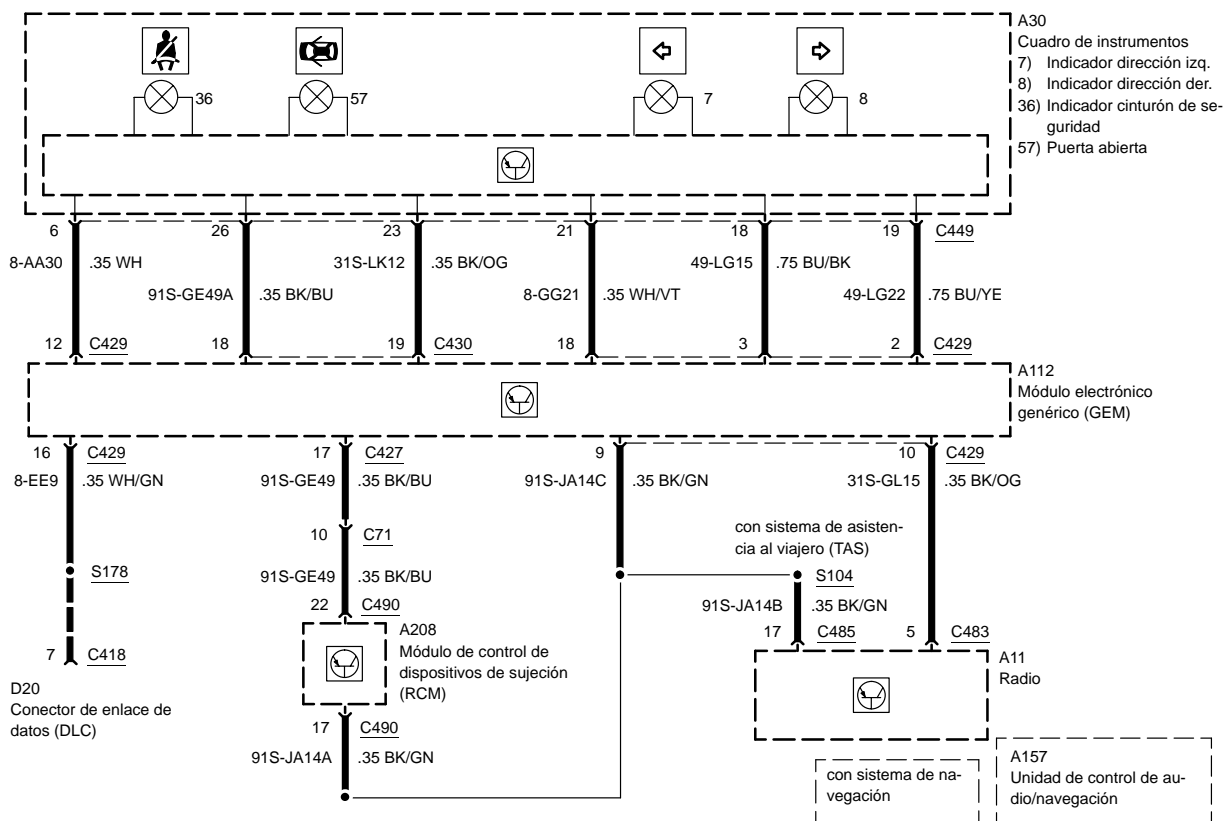 A30
Cuadro de instrumentos
7) Indicador dirección izq.
8) Indicador dirección der.
36) Indicador cinturón de se-
guridad
57) Puerta abierta
36
57
7
8
6
26
23
21
18
19
C449
8-AA30
.35 WH
31S-LK12
.35 BK/OG
49-LG15
.75 BU/BK
91S-GE49A
.35 BK/BU
8-GG21
.35 WH/VT
49-LG22
.75 BU/YE
12
C429
18
19
C430
18
3
2
C429
A112
Módulo electrónico
genérico (GEM)
16
C429
17
C427
9
10
C429
8-EE9
.35 WH/GN
91S-GE49
.35 BK/BU
91S-JA14C
.35 BK/GN
31S-GL15
.35 BK/OG
10
C71
con sistema de asisten-
cia al viajero (TAS)
S178
91S-GE49
.35 BK/BU
S104
22
C490
91S-JA14B
.35 BK/GN
17
C485
5
C483
7
C418
A208
Módulo de control de
dispositivos de sujeción
(RCM)
A11
Radio
D20
Conector de enlace de
datos (DLC)
17
C490
91S-JA14A
.35 BK/GN
con sistema de na-
vegación
A157
Unidad de control de au-
dio/navegación